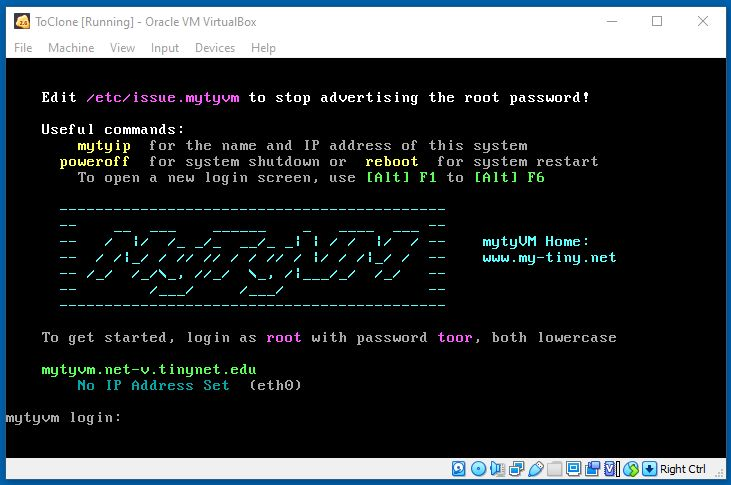 ToClone [Running] - Oracle VM VirtualBox
File Machine View Input Devices Help
Edit /etc/issue.mytyvm to stop advertising the root password!
Useful commands:
mytyip for the name and IP address of this system
poweroff for system shutdown or reboot for system restart
To open a new login screen, use [Alt] F1 to [Alt] F6
mytyVM
mytyVM Home:
www.my-tiny.net
To get started, login as root with password toor, both lowercase
mytyvm.net-v.tinynet.edu
No IP Address Set (eth0)
mytyvm login:
Right Ctrl